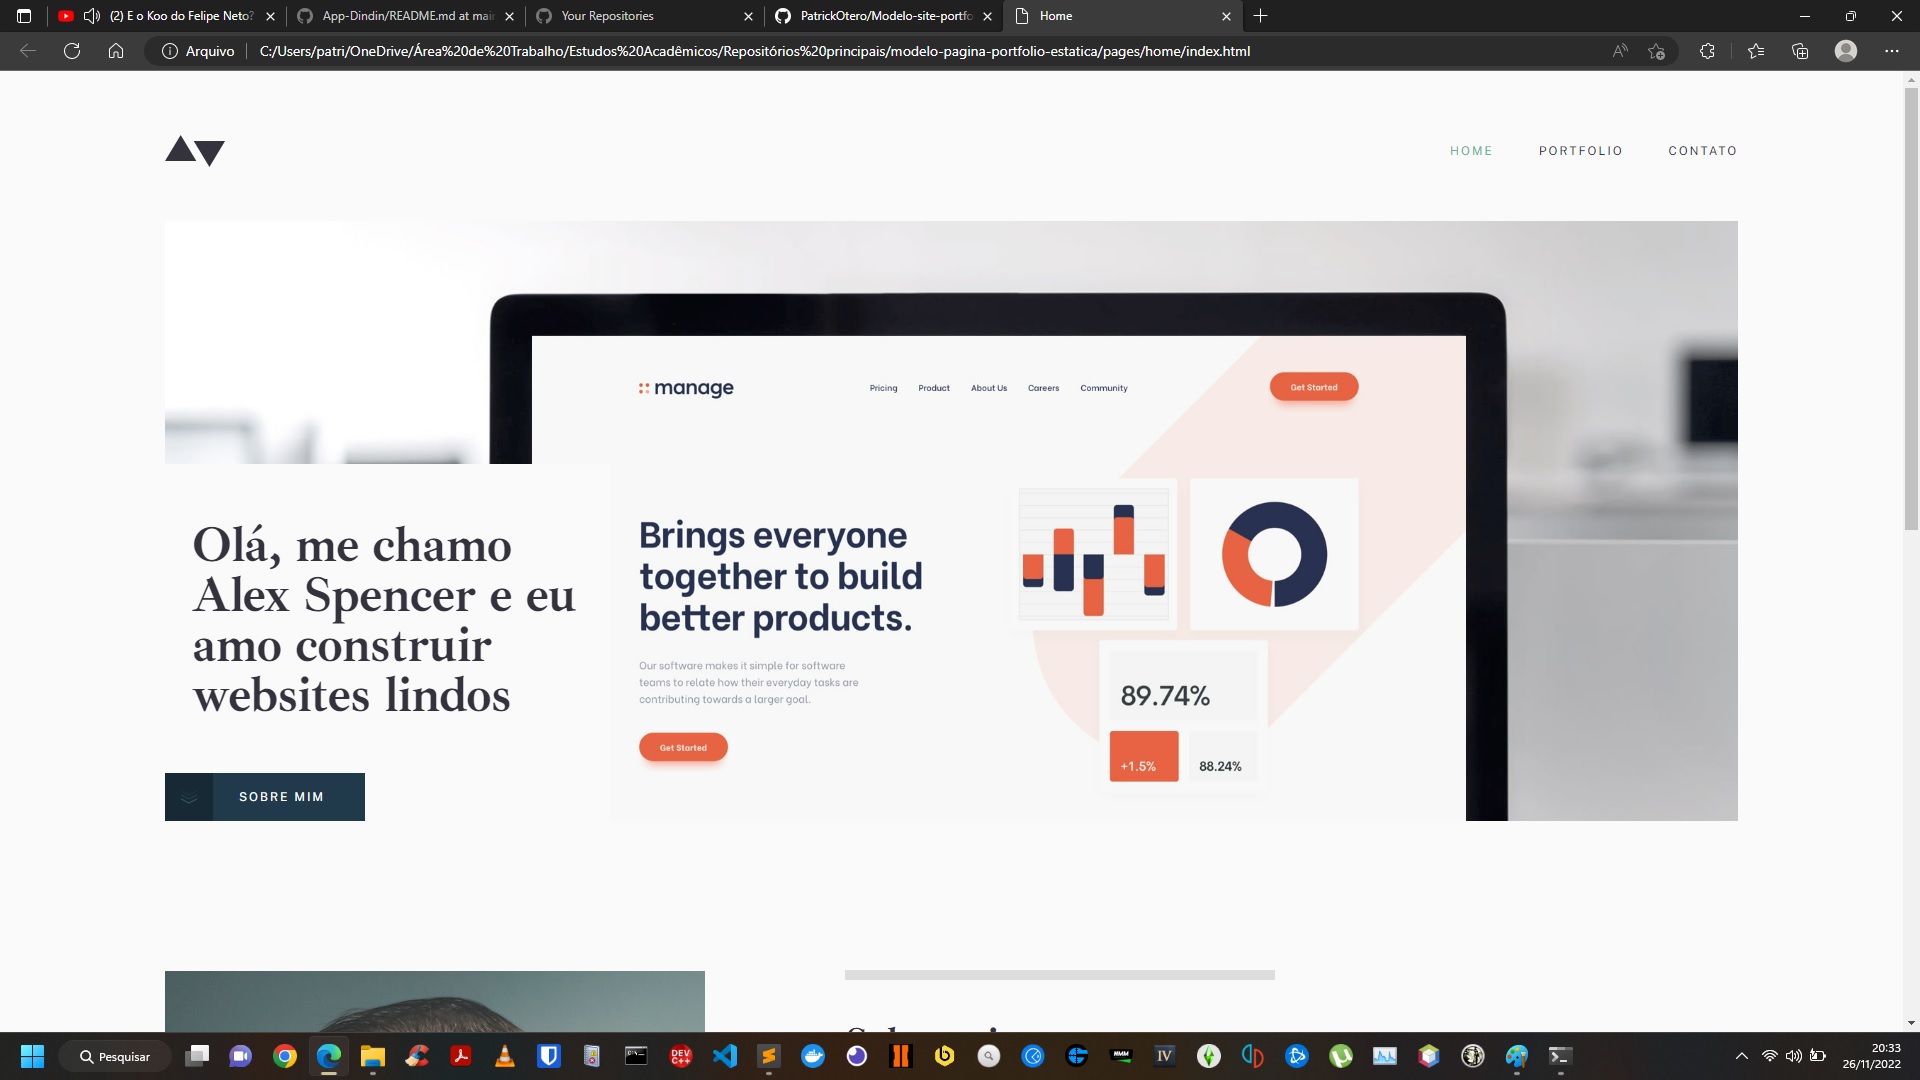 (2) E o Koo do Felipe Neto?
App-Dindin/README.md at mair
Your Repositories
PatrickOtero/Modelo-site-portfo
Home
Arquivo
C:/Users/patri/OneDrive/Área%20de%20Trabalho/Estudos%20Acadêmicos/Repositórios%20principais/modelo-pagina-portfolio-estatica/pages/home/index.html
HOME
PORTFOLIO
CONTATO
manage
Pricing
Product
About Us
Careers
Community
Get Started
Olá, me chamo
Alex Spencer e eu
amo construir
websites lindos
SOBRE MIM
Brings everyone
together to build
better products.
Our software makes it simple for software
teams to relate how their everyday tasks are
contributing towards a larger goal.
Get Started
89.74%
+1.5%
88.24%
Pesquisar
DEV
C++
HMM
IV
20:33
26/11/2022